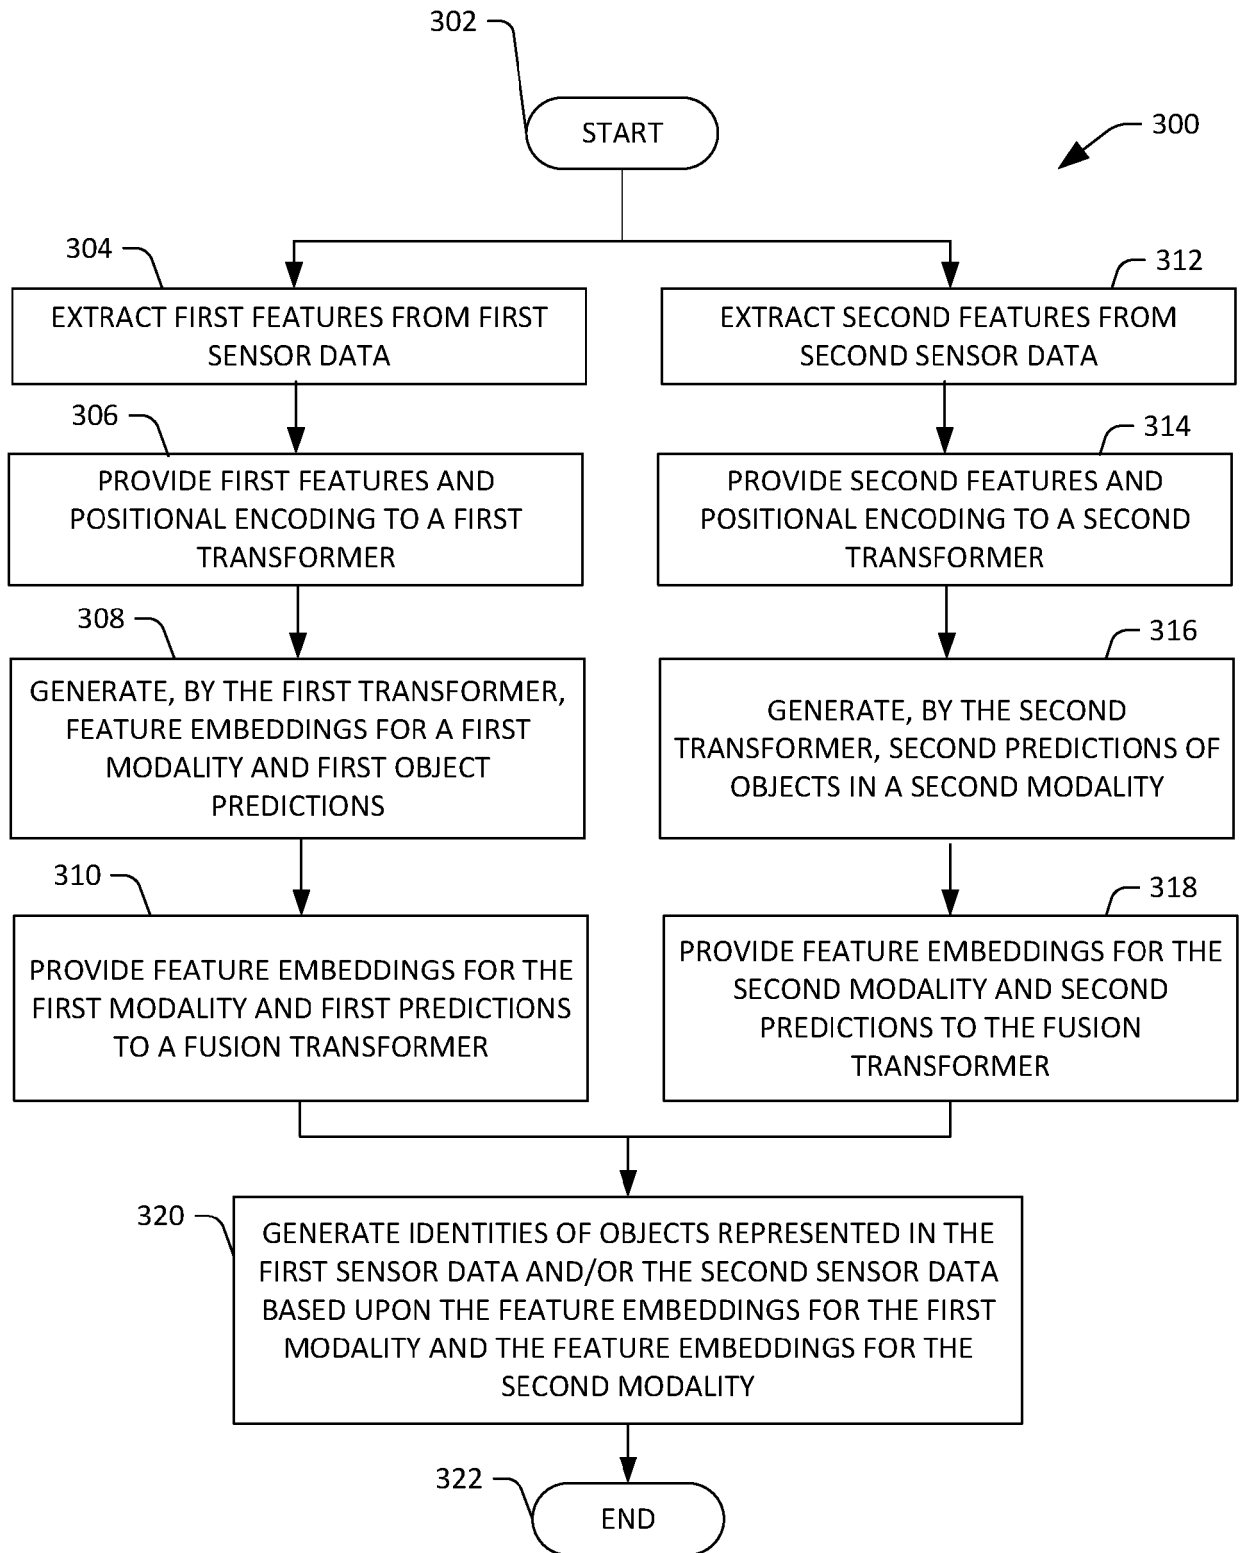 302
START
300
304
EXTRACT FIRST FEATURES FROM FIRST
SENSOR DATA
306
PROVIDE FIRST FEATURES AND
POSITIONAL ENCODING TO A FIRST
TRANSFORMER
308
GENERATE, BY THE FIRST TRANSFORMER,
FEATURE EMBEDDINGS FOR A FIRST
MODALITY AND FIRST OBJECT
PREDICTIONS
310
PROVIDE FEATURE EMBEDDINGS FOR THE
FIRST MODALITY AND FIRST PREDICTIONS
TO A FUSION TRANSFORMER
312
EXTRACT SECOND FEATURES FROM
SECOND SENSOR DATA
314
PROVIDE SECOND FEATURES AND
POSITIONAL ENCODING TO A SECOND
TRANSFORMER
316
GENERATE, BY THE SECOND
TRANSFORMER, SECOND PREDICTIONS OF
OBJECTS IN A SECOND MODALITY
318
PROVIDE FEATURE EMBEDDINGS FOR THE
SECOND MODALITY AND SECOND
PREDICTIONS TO THE FUSION
TRANSFORMER
320
GENERATE IDENTITIES OF OBJECTS REPRESENTED IN THE
FIRST SENSOR DATA AND/OR THE SECOND SENSOR DATA
BASED UPON THE FEATURE EMBEDDINGS FOR THE FIRST
MODALITY AND THE FEATURE EMBEDDINGS FOR THE
SECOND MODALITY
322
END